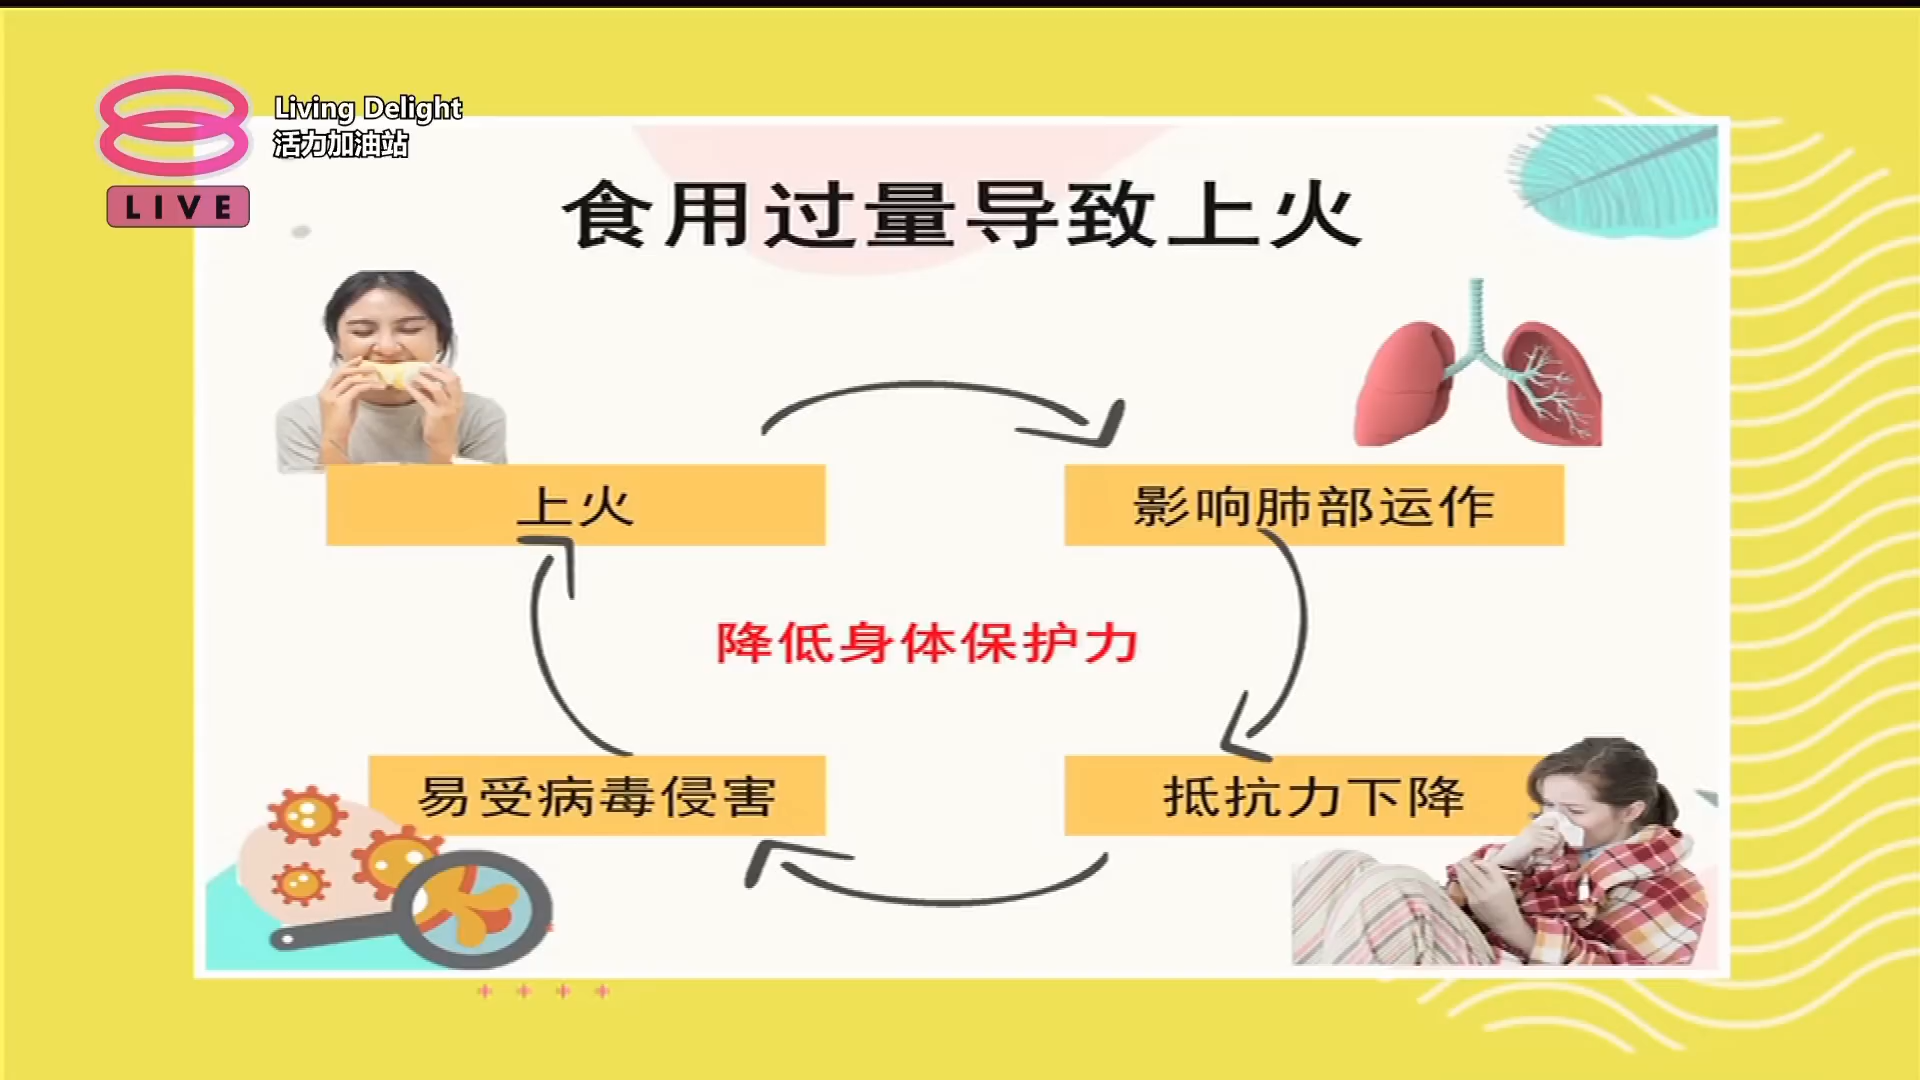 Living Delight
活力加油站
LIVE
食用过量导致上火
上火
影响肺部运作
降低身体保护力
易受病毒侵害
抵抗力下降